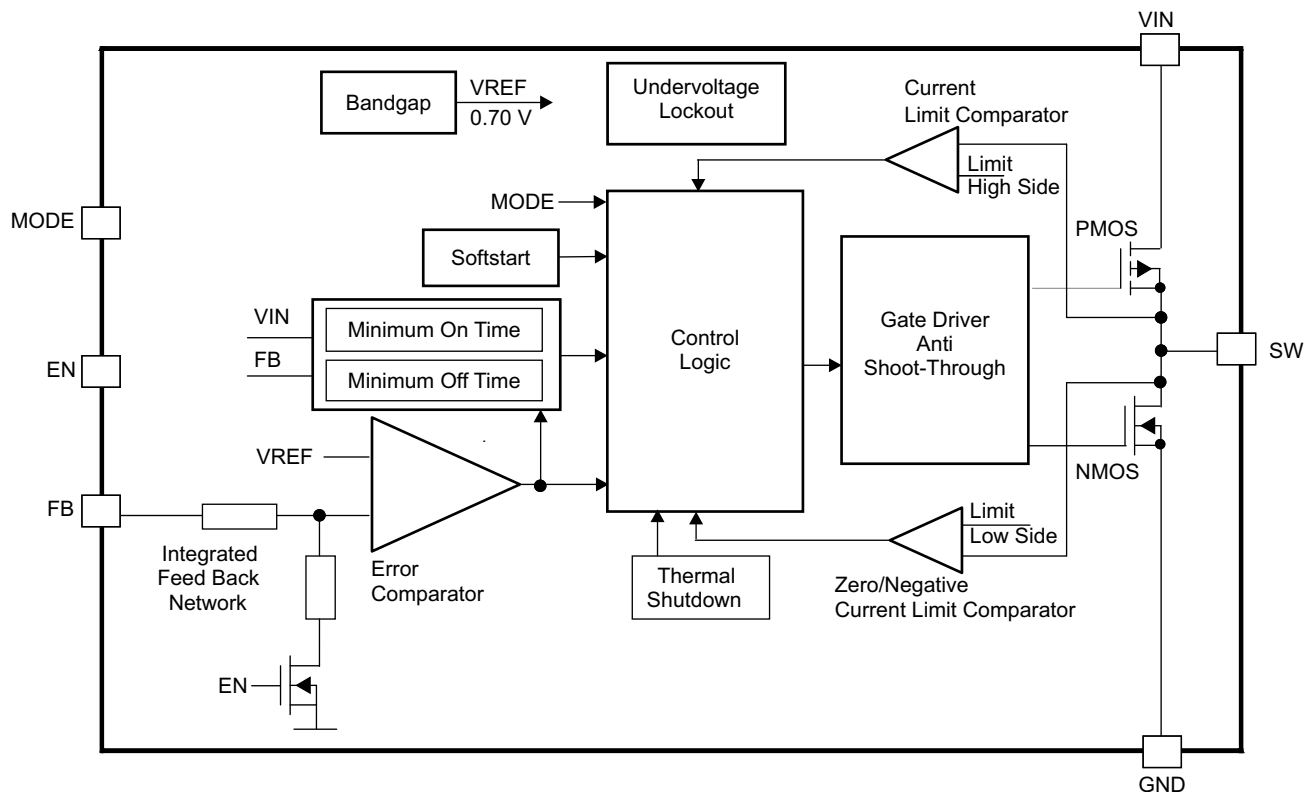 VIN
Bandgap
VREF
0.70 V
Undervoltage
Lockout
Current
Limit Comparator
Limit
High Side
MODE
MODE
PMOS
Softstart
VIN
Minimum On Time
FB
Minimum Off Time
Control
Logic
Gate Driver
Anti
Shoot-Through
EN
SW
VREF
NMOS
FB
Integrated
Feed Back
Network
Error
Comparator
Thermal
Shutdown
Limit
Low Side
Zero/Negative
Current Limit Comparator
EN
GND